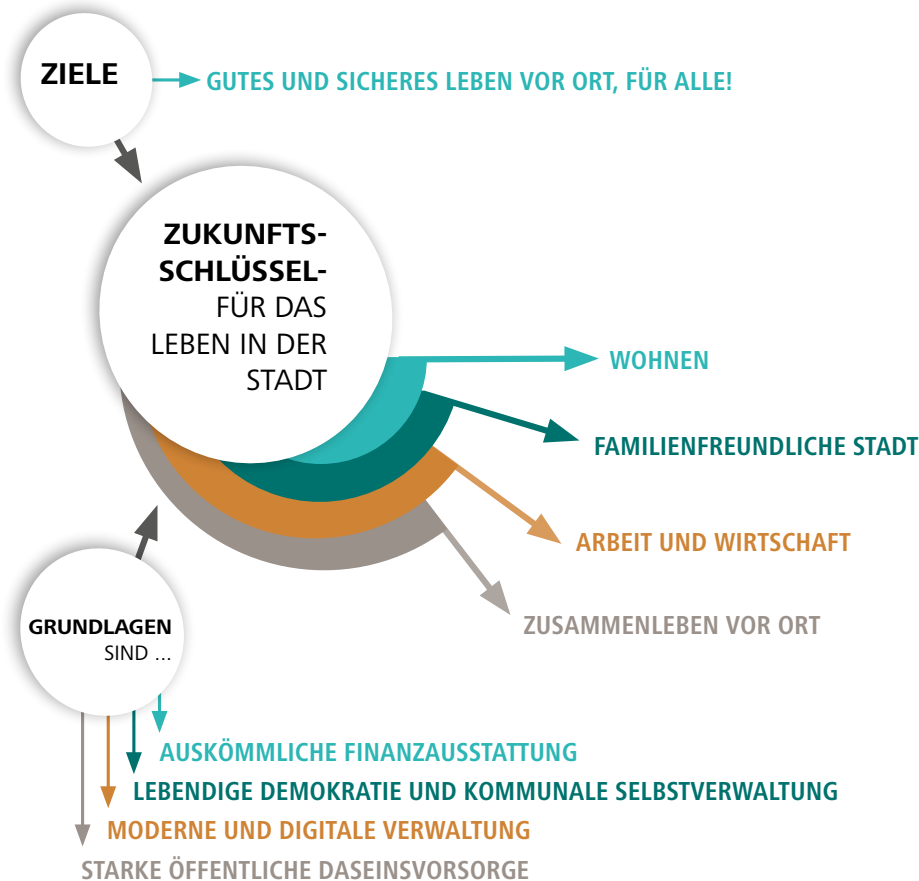 ZIELE
GUTES UND SICHERES LEBEN VOR ORT, FÜR ALLE!
ZUKUNFTS-
SCHLÜSSEL-
FÜR DAS
LEBEN IN DER
STADT
WOHNEN
FAMILIENFREUNDLICHE STADT
ARBEIT UND WIRTSCHAFT
ZUSAMMENLEBEN VOR ORT
GRUNDLAGEN
SIND ...
AUSKÖMMLICHE FINANZAUSSTATTUNG
LEBENDIGE DEMOKRATIE UND KOMMUNALE SELBSTVERWALTUNG
MODERNE UND DIGITALE VERWALTUNG
STARKE ÖFFENTLICHE DASEINSVORSORGE